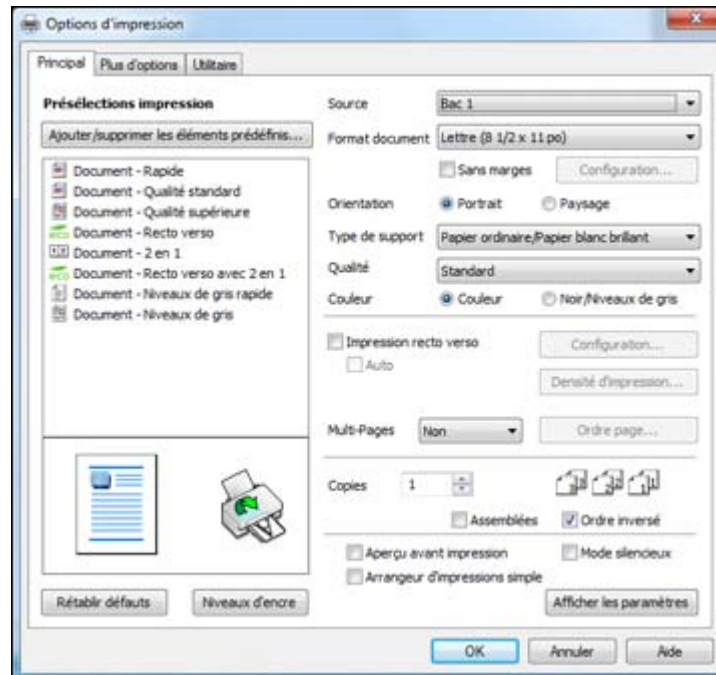 Options d'impression
Principal
Plus d'options
Utilitaire
Présélections impression
Ajouter/supprimer les éléments prédéfinis...
Document - Rapide
Document - Qualité standard
Document - Qualité supérieure
eco Document - Recto verso
Document - 2 en 1
eco Document - Recto verso avec 2 en 1
Document - Niveaux de gris rapide
Document - Niveaux de gris
Rétablir défauts
Niveaux d'encre
Source Bac 1
Format document Lettre (8 1/2 x 11 po)
Sans marges Configuration...
Orientation Portrait Paysage
Type de support Papier ordinaire/Papier blanc brillant
Qualité Standard
Couleur Couleur Noir/Niveaux de gris
Impression recto verso Configuration...
Auto
Densité d'impression...
Multi-Pages Non Ordre page...
Copies 1
Assemblées Ordre inversé
Aperçu avant impression Mode silencieux
Arrangeur d'impressions simple
Afficher les paramètres
OK Annuler Aide